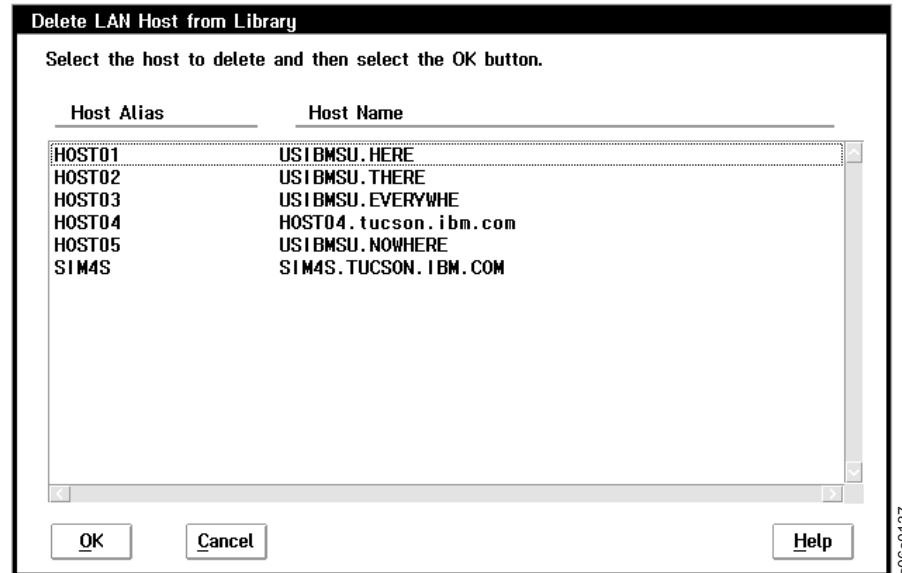 Delete LAN Host from Library
Select the host to delete and then select the OK button.
Host Alias Host Name
HOST01 USIBMSU.HERE
HOST02 USIBMSU.THERE
HOST03 USIBMSU.EVERYWHE
HOST04 HOST04.tucson.ibm.com
HOST05 USIBMSU.NOWHERE
SIM4S SIM4S.TUCSON.IBM.COM
OK Cancel Help